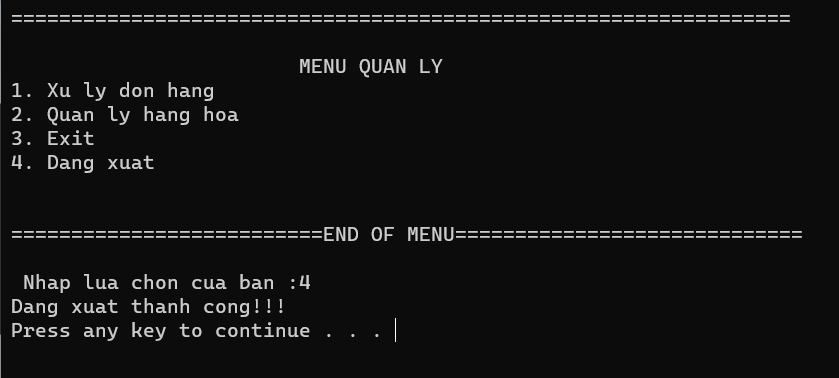 =================================================================
MENU QUAN LY
1. Xu ly don hang
2. Quan ly hang hoa
3. Exit
4. Dang xuat
==========================END OF MENU=============================
Nhap lua chon cua ban :4
Dang xuat thanh cong!!!
Press any key to continue . . .